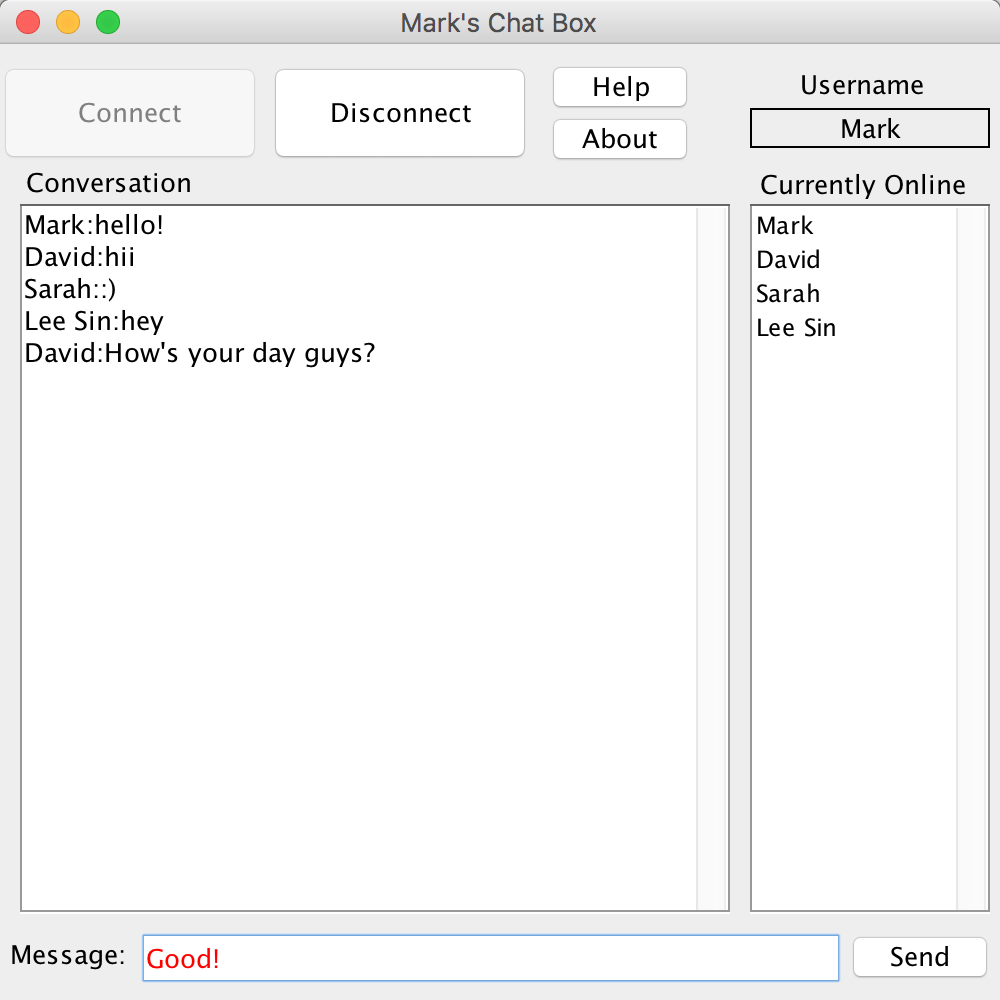 Mark's Chat Box
Connect
Disconnect
Help
About
Username
Mark
Conversation
Mark:hello!
David:hii
Sarah::)
Lee Sin:hey
David:How's your day guys?
Currently Online
Mark
David
Sarah
Lee Sin
Message:
Good!
Send